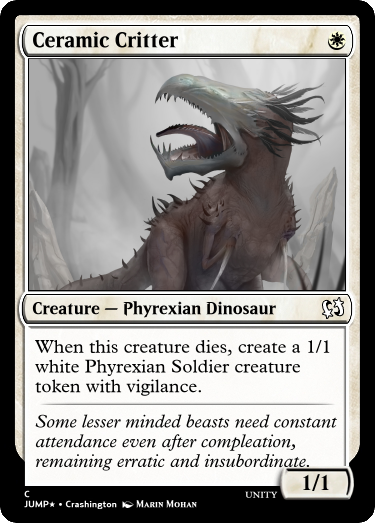 Ceramic Critter
Creature — Phyrexian Dinosaur
When this creature dies, create a 1/1
white Phyrexian Soldier creature
token with vigilance.
Some lesser minded beasts need constant
attendance even after compleation,
remaining erratic and insubordinate.
1/1
C
JUMP★ • Crashington MARIN MOHAN
UNITY